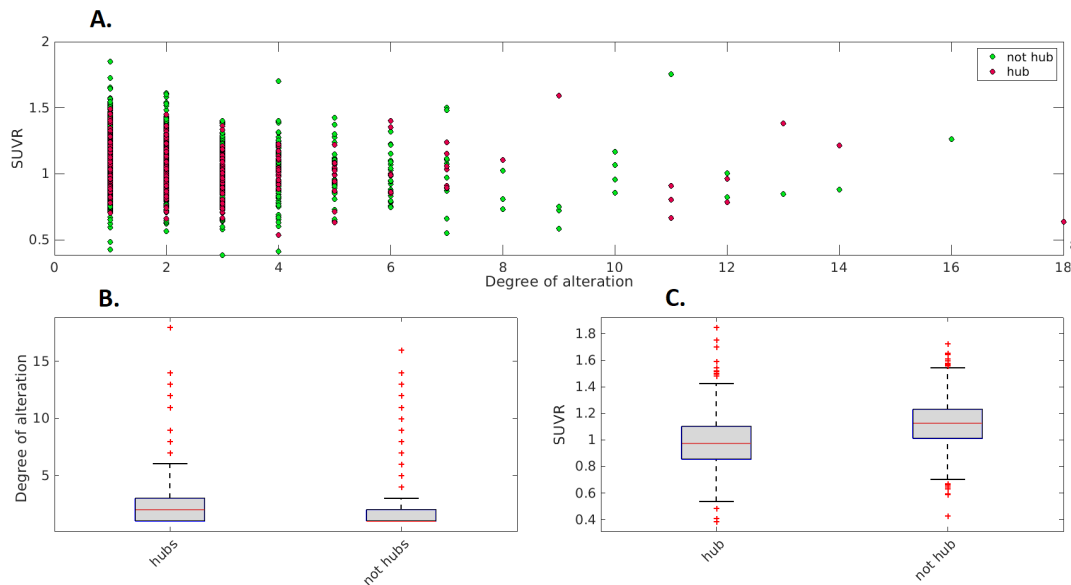 A.
2
1.5
1
0.5
SUVR
not hub
hub
0 2 4 6 8 10 12 14 16 18
Degree of alteration
B.
15
10
5
Degree of alteration
hubs
not hubs
C.
1.8
1.6
1.4
1.2
1
0.8
0.6
0.4
SUVR
hub
not hub